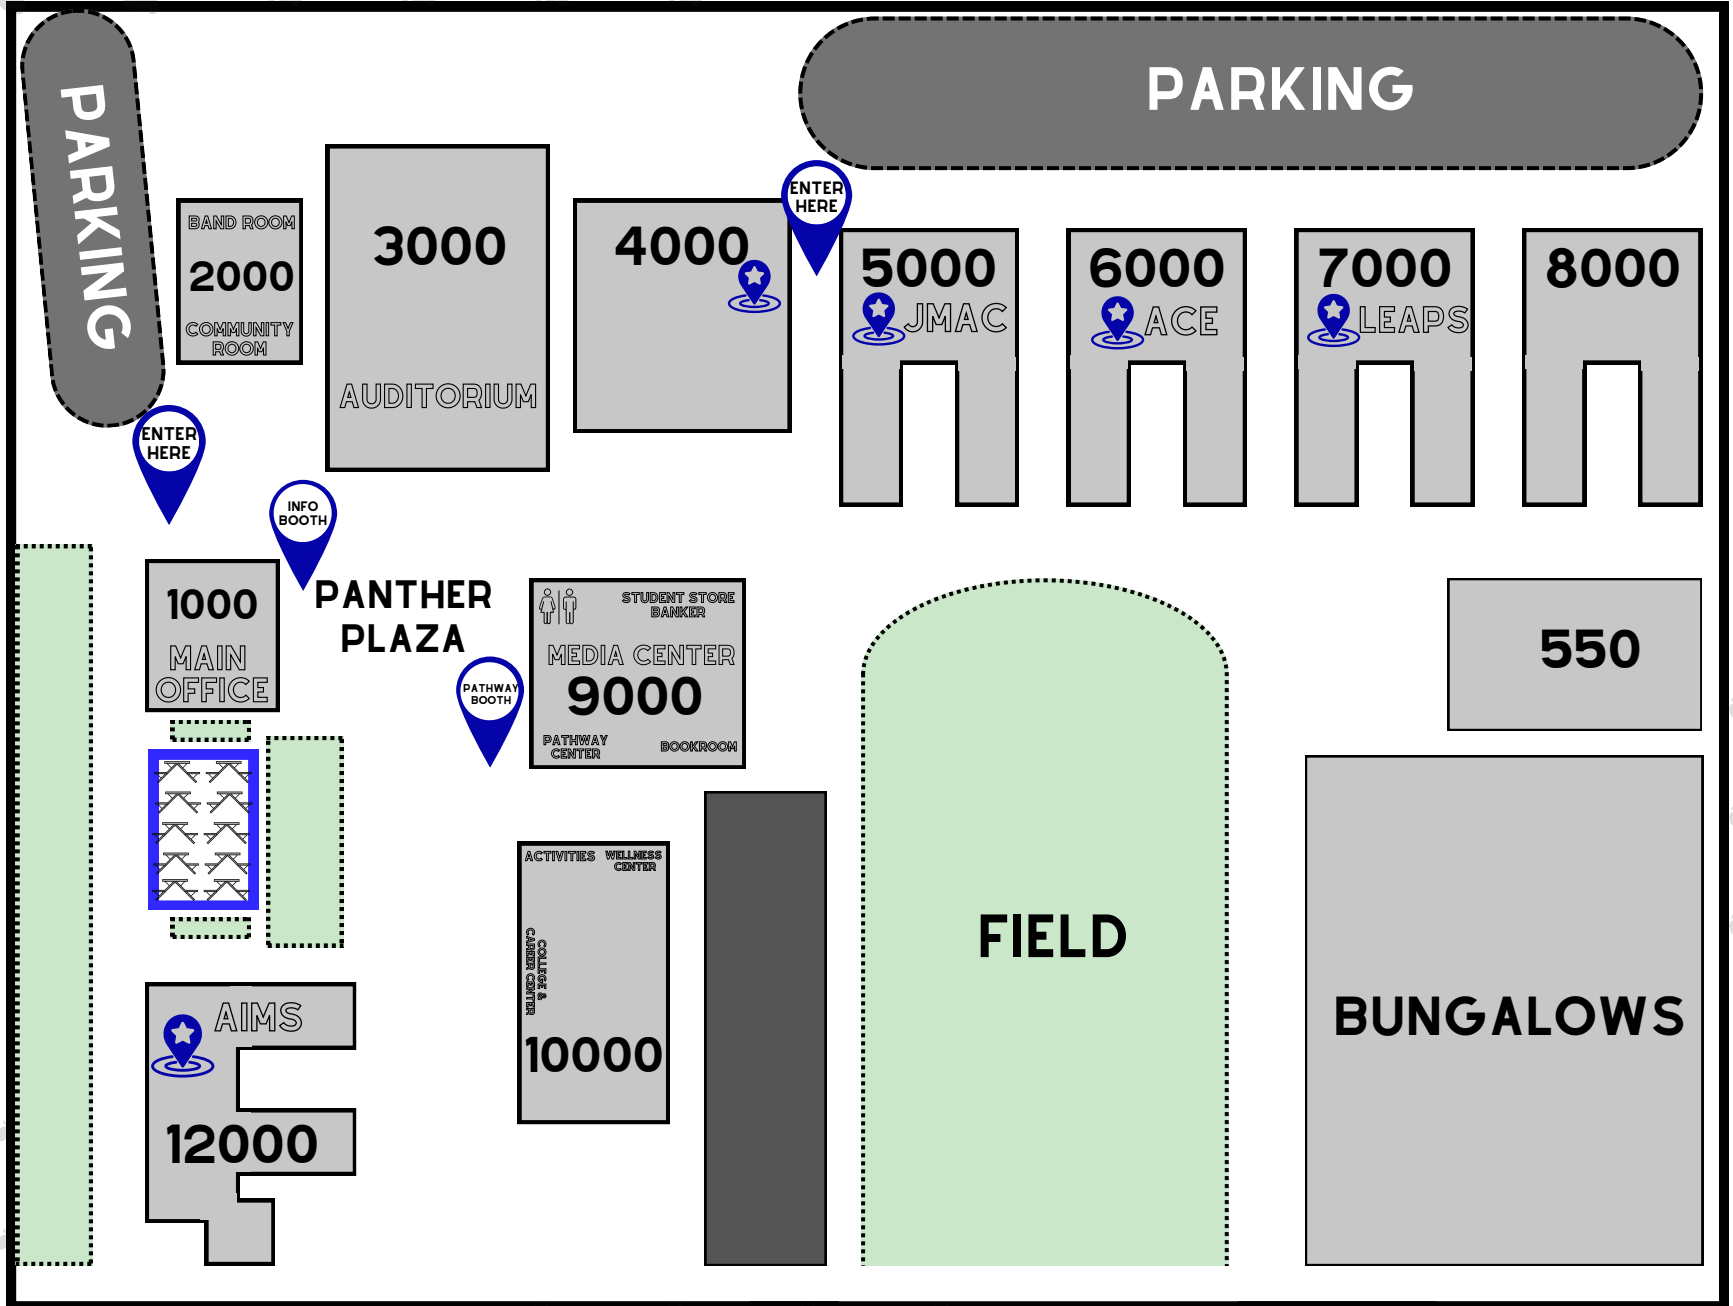 PARKING
PARKING
BAND ROOM
2000
COMMUNITY
ROOM
3000
AUDITORIUM
4000
ENTER
HERE
5000
JMAC
6000
ACE
7000
LEAPS
8000
ENTER
HERE
INFO
BOOTH
1000
MAIN
OFFICE
PANTHER
PLAZA
PATHWAY
BOOTH
STUDENT STORE
BANKER
MEDIA CENTER
9000
PATHWAY
CENTER
BOOKROOM
550
ACTIVITIES
WELLNESS
CENTER
COLLEGE &
CAREER CENTER
10000
FIELD
BUNGALOWS
AIMS
12000